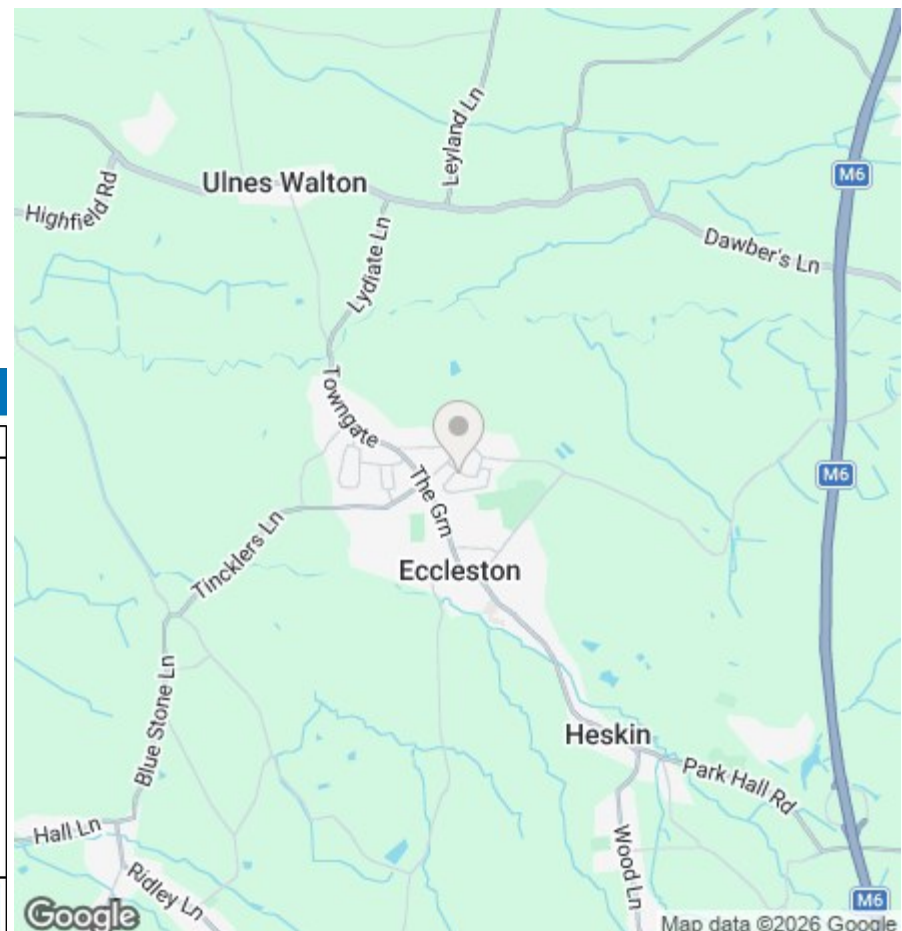 Leyland Ln
Ulnes Walton
M6
Highfield Rd
Dawber's Ln
Lydiate Ln
Towngate
The Grn
M6
Tincklers Ln
Eccleston
Blue Stone Ln
Heskin
Park Hall Rd
Hall Ln
Wood Ln
Ridley Ln
M6
Google
Map data ©2026 Google